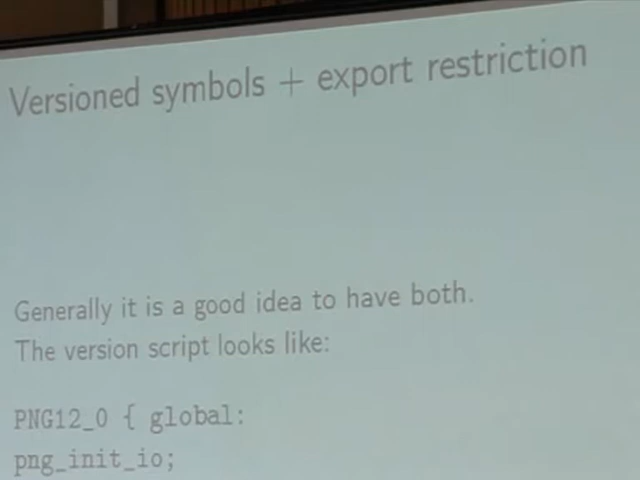 Versioned symbols + export restriction
Generally it is a good idea to have both.
The version script looks like:
PNG12_0 { global:
png_init_io;